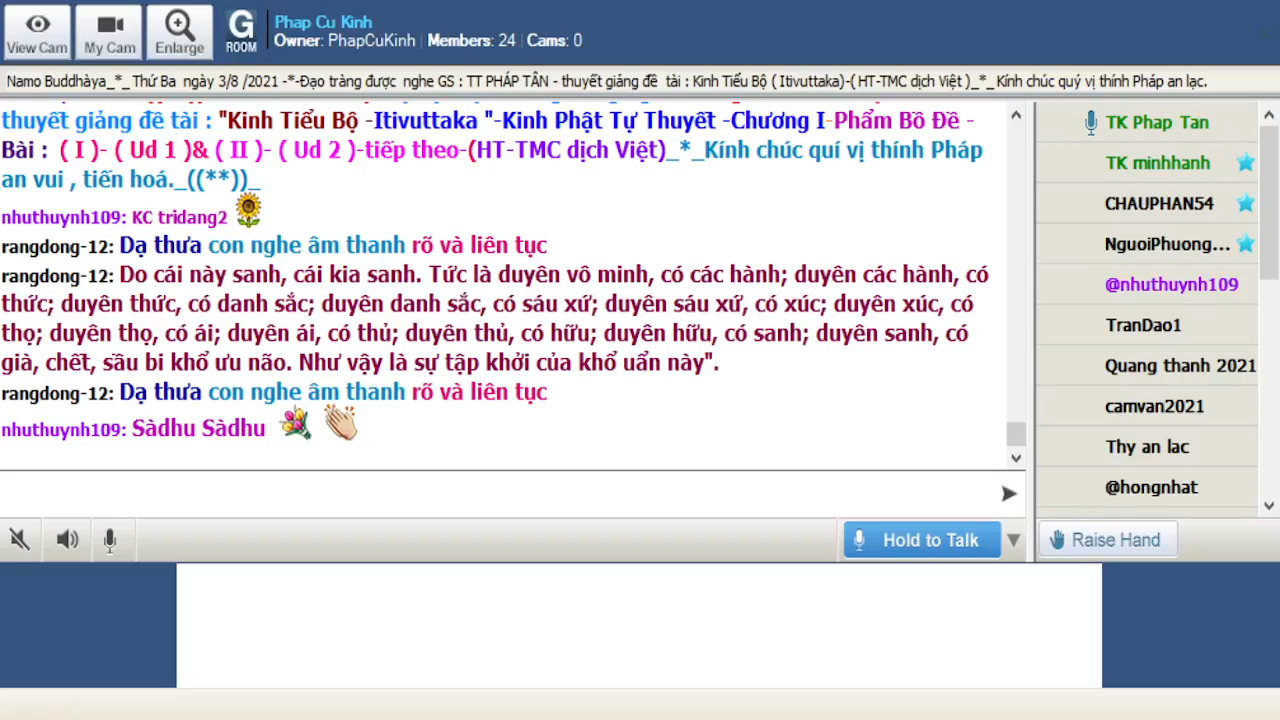 View Cam
My Cam
Enlarge
G
ROOM
Phap Cu Kinh
Owner: PhapCuKinh | Members: 24 | Cams: 0
Namo Buddhàya_*_Thứ Ba ngày 3/8 /2021 -*-Đạo tràng được nghe GS : TT PHÁP TÂN - thuyết giảng đề tài : Kinh Tiểu Bộ ( Itivuttaka)-( HT-TMC dịch Việt )_*_Kính chúc quý vị thính Pháp an lạc.
thuyết giảng đề tài : "Kinh Tiểu Bộ -Itivuttaka "-Kinh Phật Tự Thuyết -Chương I-Phẩm Bồ Đề -
Bài : ( I )- ( Ud 1 )& ( II )- ( Ud 2 )-tiếp theo-(HT-TMC dịch Việt)_*_Kính chúc quí vị thính Pháp
an vui , tiến hoá._((**))_
nhuthuynh109: KC tridang2
rangdong-12: Dạ thưa con nghe âm thanh rõ và liên tục
rangdong-12: Do cái này sanh, cái kia sanh. Tức là duyên vô minh, có các hành; duyên các hành, có
thức; duyên thức, có danh sắc; duyên danh sắc, có sáu xứ; duyên sáu xứ, có xúc; duyên xúc, có
thọ; duyên thọ, có ái; duyên ái, có thủ; duyên thủ, có hữu; duyên hữu, có sanh; duyên sanh, có
già, chết, sầu bi khổ ưu não. Như vậy là sự tập khởi của khổ uẩn này".
rangdong-12: Dạ thưa con nghe âm thanh rõ và liên tục
nhuthuynh109: Sàdhu Sàdhu
TK Phap Tan
TK minhhanh
CHAUPHAN54
NguoiPhuong...
@nhuthuynh109
TranDao1
Quang thanh 2021
camvan2021
Thy an lac
@hongnhat
Hold to Talk
Raise Hand